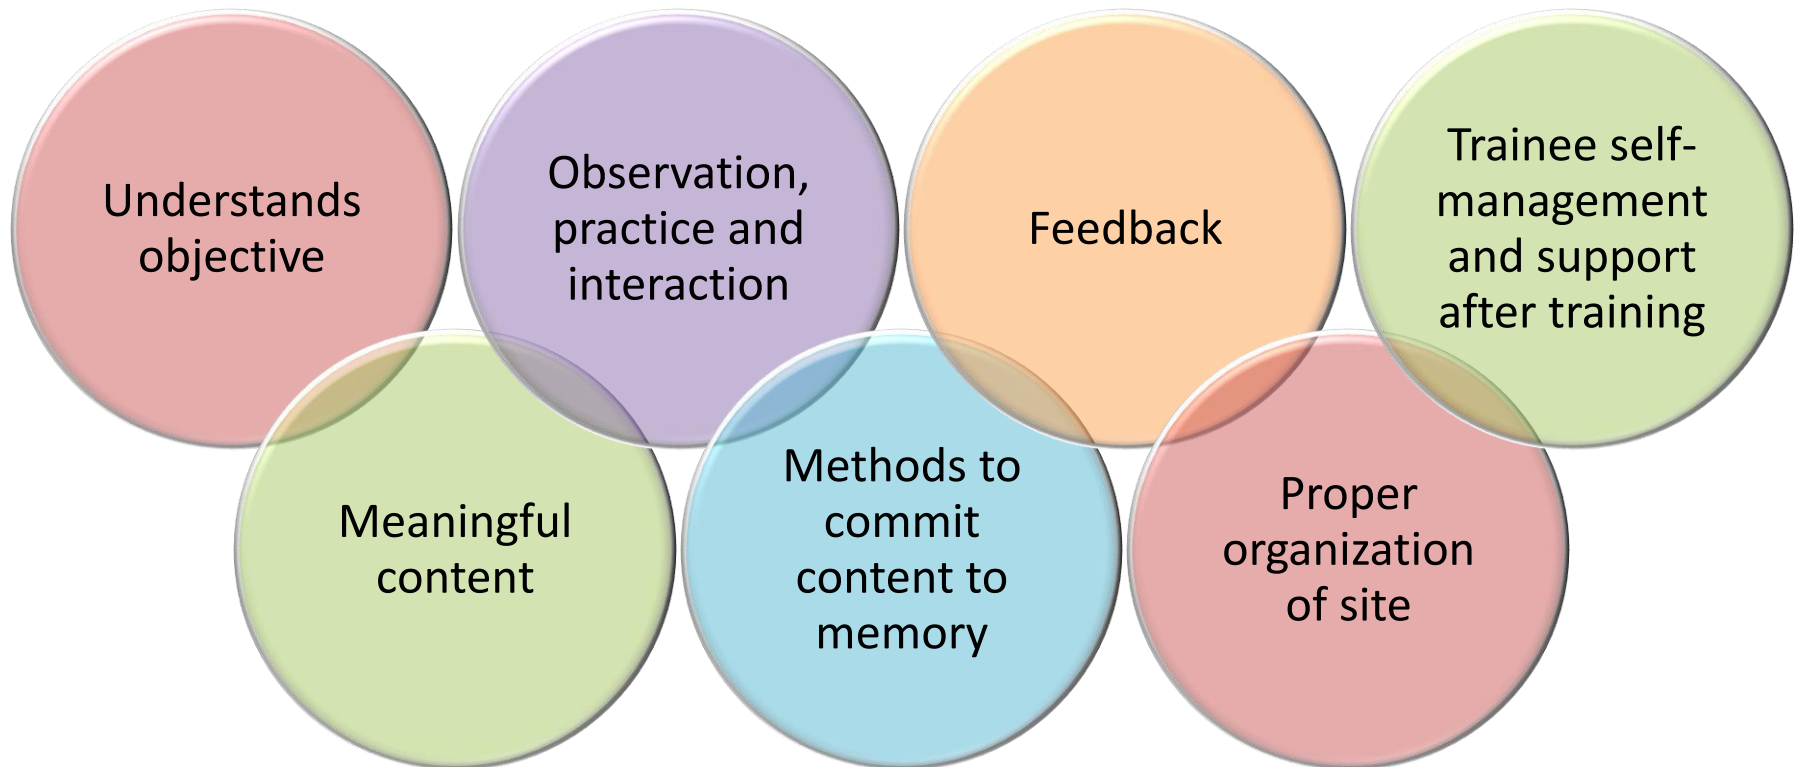 Understands
objective
Meaningful
content
Observation,
practice and
interaction
Methods to
commit
content to
memory
Feedback
Proper
organization
of site
Trainee self-
management
and support
after training